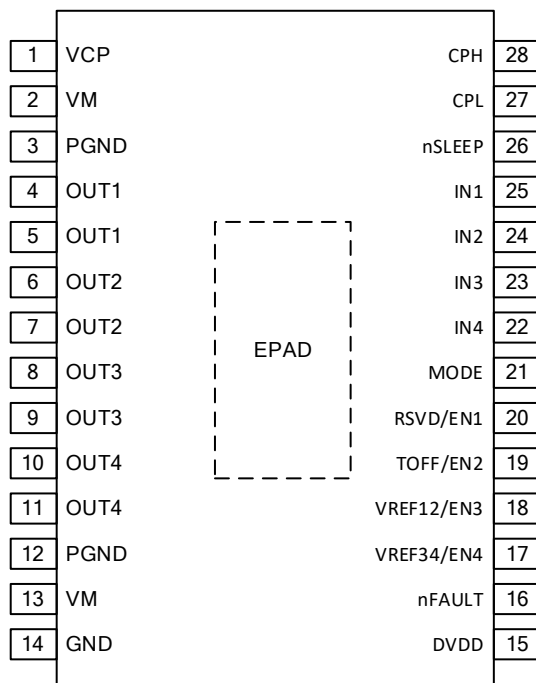 1 VCP CPH 28
2 VM CPL 27
3 PGND nSLEEP 26
4 OUT1 IN1 25
5 OUT1 IN2 24
6 OUT2 IN3 23
7 OUT2 IN4 22
EPAD
8 OUT3 MODE 21
9 OUT3 RSVD/EN1 20
10 OUT4 TOFF/EN2 19
11 OUT4 VREF12/EN3 18
12 PGND VREF34/EN4 17
13 VM nFAULT 16
14 GND DVDD 15